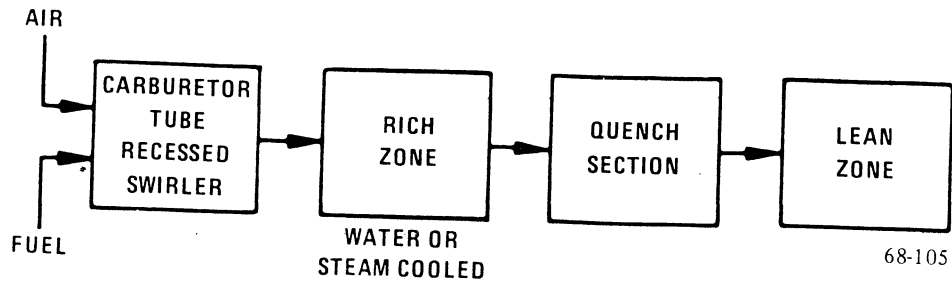 AIR
CARBURETOR
TUBE
RECESSED
SWIRLER
FUEL
RICH
ZONE
WATER OR
STEAM COOLED
QUENCH
SECTION
LEAN
ZONE
68-105